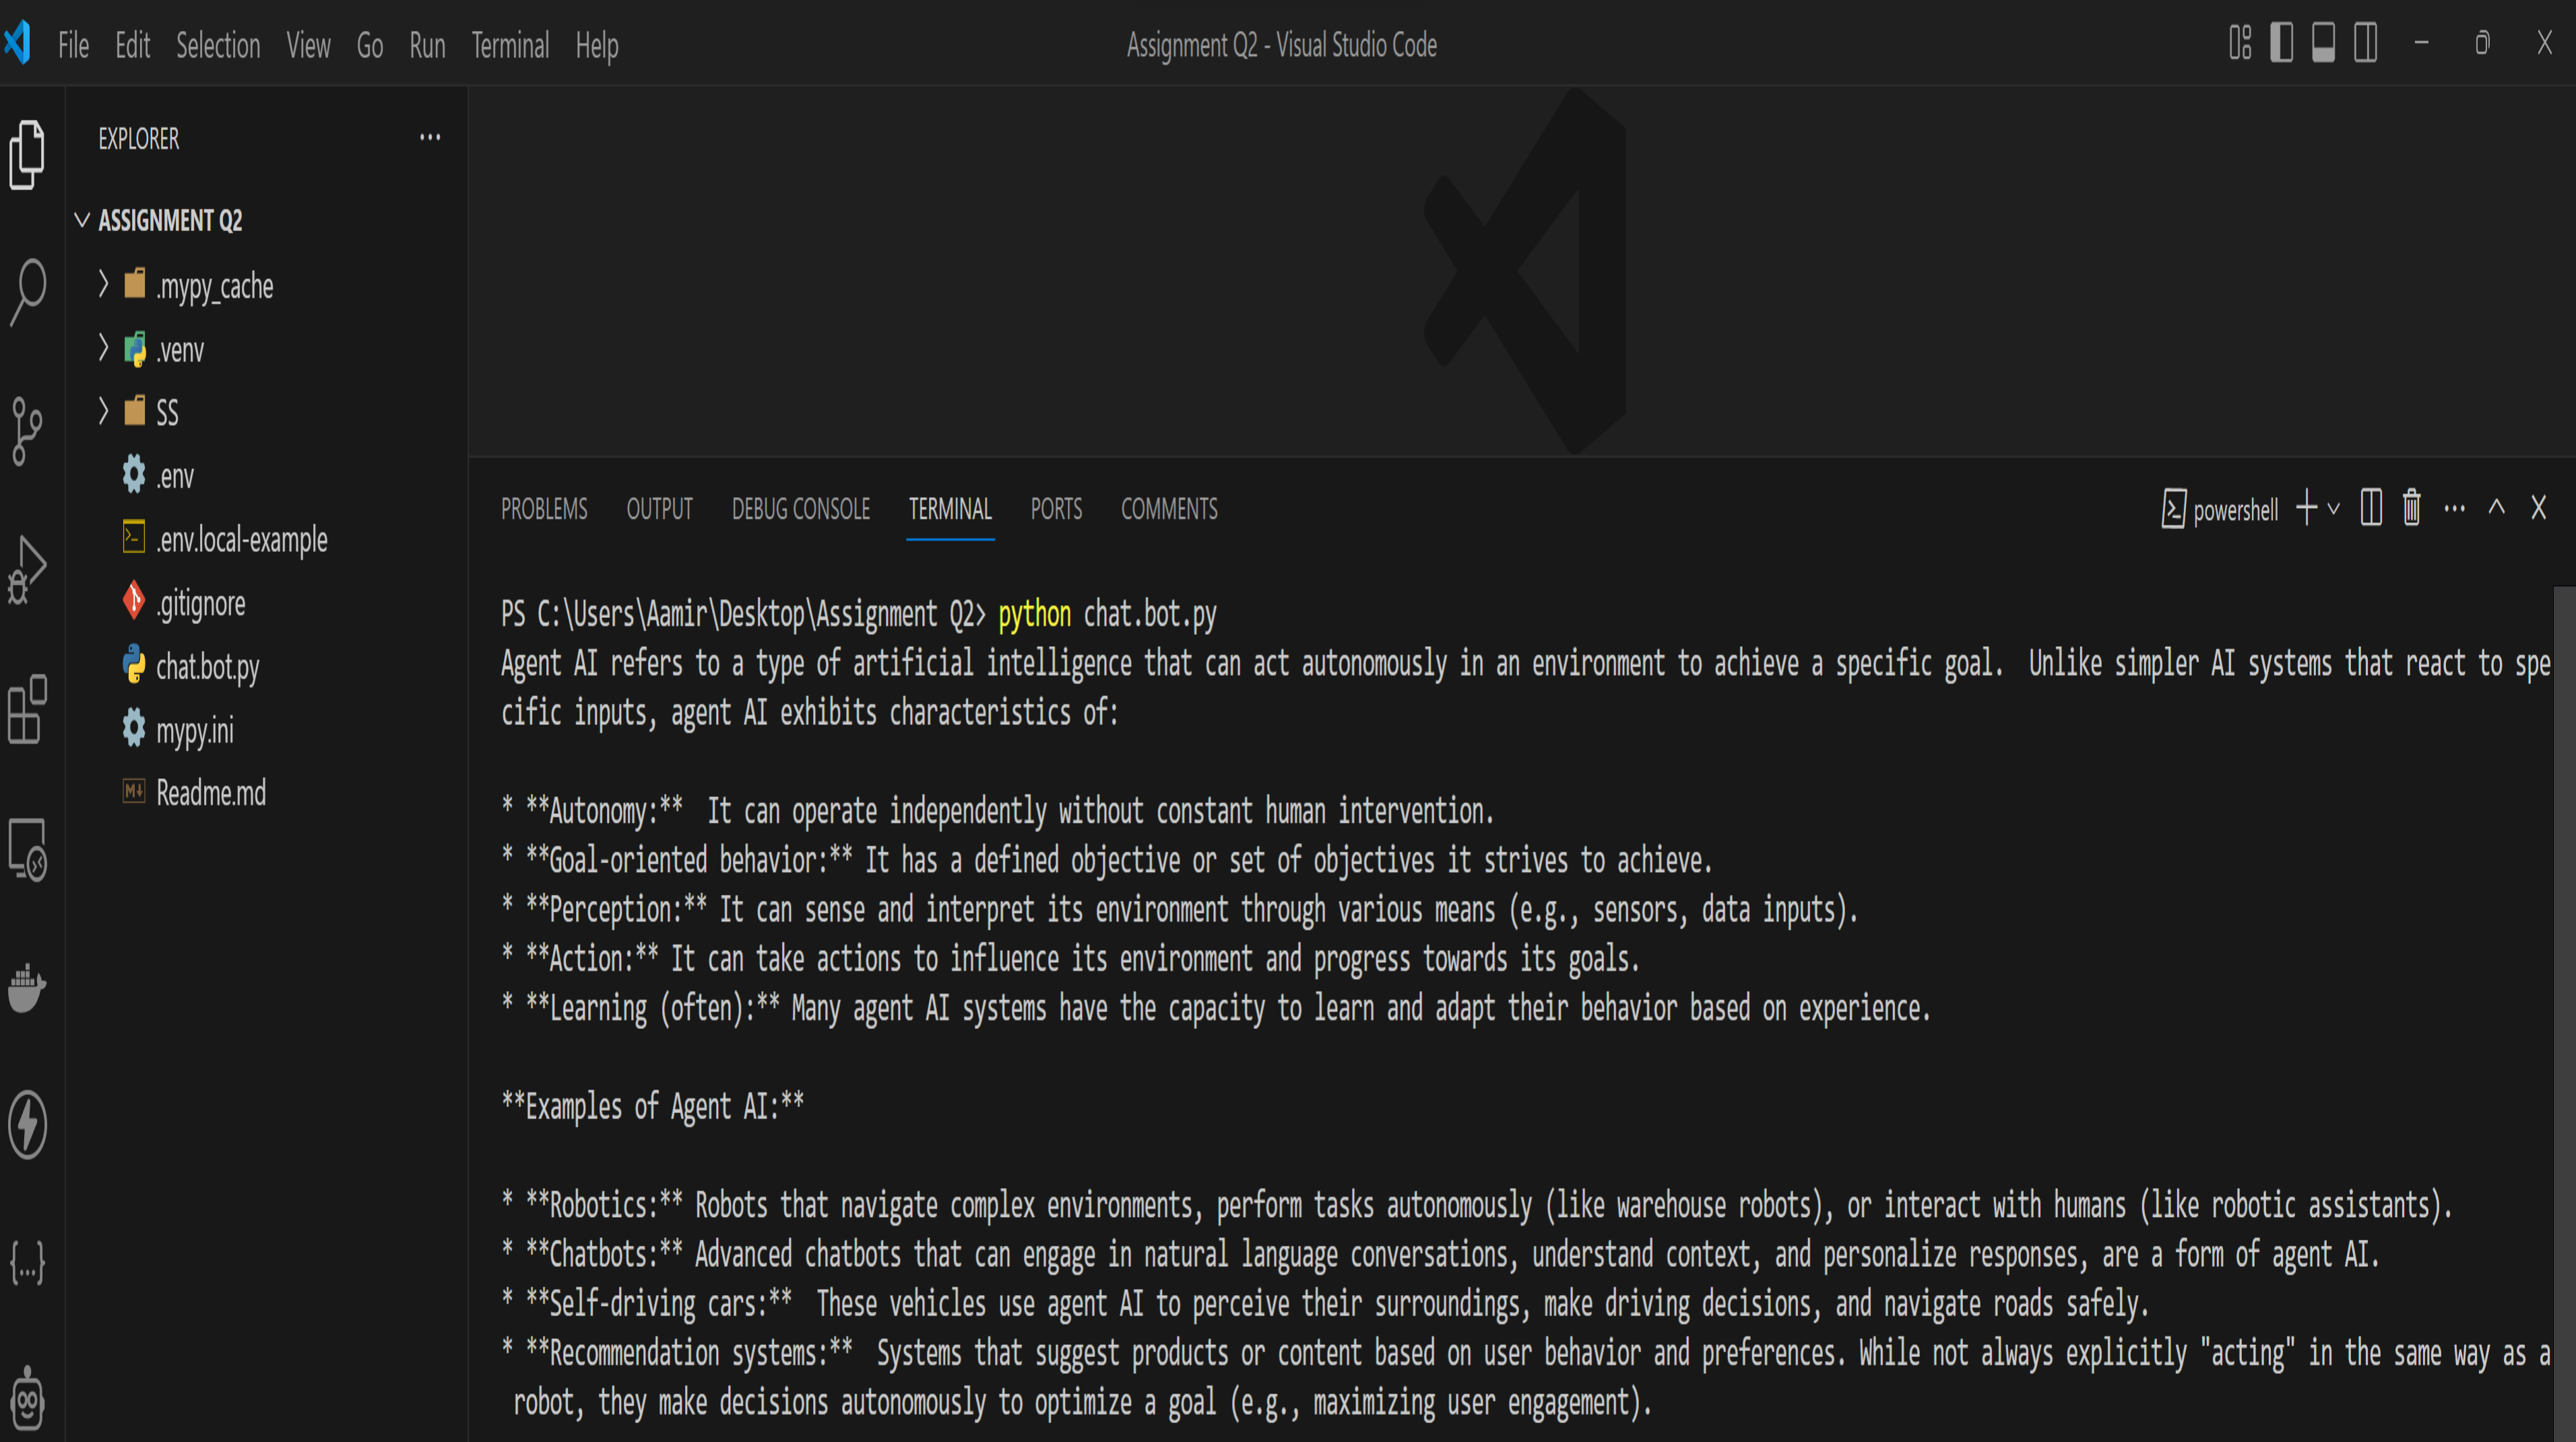 File Edit Selection View Go Run Terminal Help
Assignment Q2 - Visual Studio Code
EXPLORER
ASSIGNMENT Q2
.mypy_cache
.venv
SS
.env
.env.local-example
.gitignore
chat.bot.py
mypy.ini
Readme.md
PROBLEMS OUTPUT DEBUG CONSOLE TERMINAL PORTS COMMENTS
powershell
PS C:\Users\Aamir\Desktop\Assignment Q2> python chat.bot.py
Agent AI refers to a type of artificial intelligence that can act autonomously in an environment to achieve a specific goal.  Unlike simpler AI systems that react to spe
cific inputs, agent AI exhibits characteristics of:
* **Autonomy:**  It can operate independently without constant human intervention.
* **Goal-oriented behavior:** It has a defined objective or set of objectives it strives to achieve.
* **Perception:** It can sense and interpret its environment through various means (e.g., sensors, data inputs).
* **Action:** It can take actions to influence its environment and progress towards its goals.
* **Learning (often):** Many agent AI systems have the capacity to learn and adapt their behavior based on experience.
**Examples of Agent AI:**
* **Robotics:** Robots that navigate complex environments, perform tasks autonomously (like warehouse robots), or interact with humans (like robotic assistants).
* **Chatbots:** Advanced chatbots that can engage in natural language conversations, understand context, and personalize responses, are a form of agent AI.
* **Self-driving cars:**  These vehicles use agent AI to perceive their surroundings, make driving decisions, and navigate roads safely.
* **Recommendation systems:**  Systems that suggest products or content based on user behavior and preferences. While not always explicitly "acting" in the same way as a
robot, they make decisions autonomously to optimize a goal (e.g., maximizing user engagement).